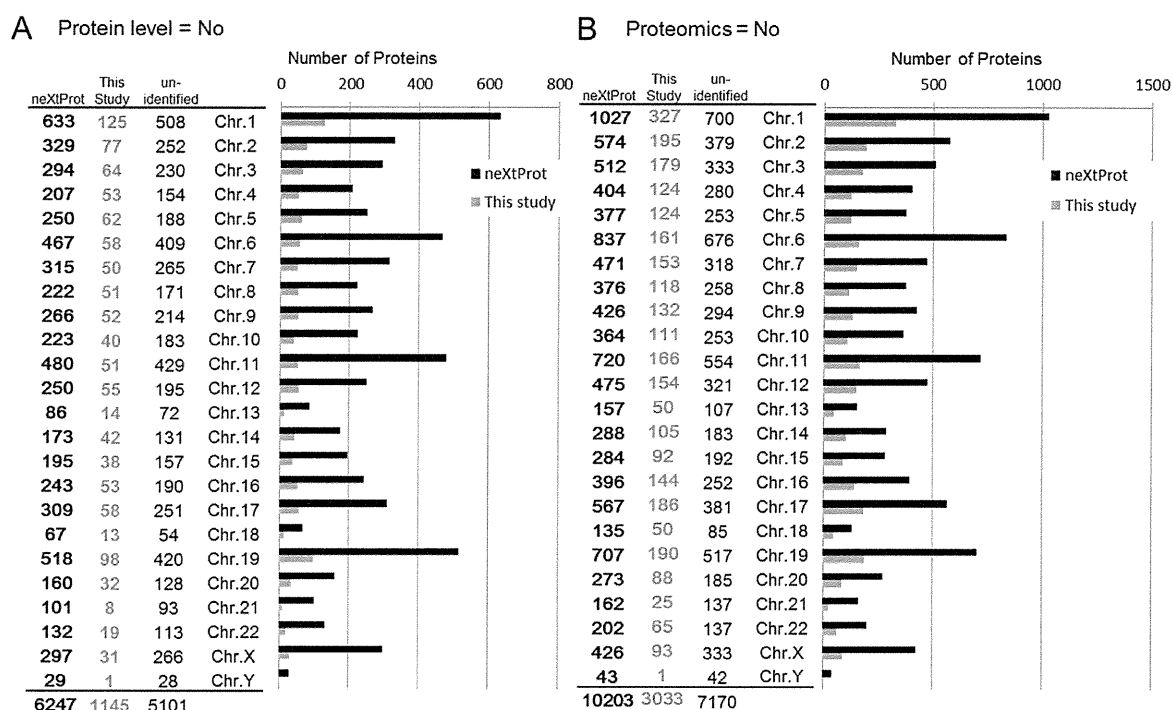 A Protein level = No
Number of Proteins
neXtProt This Study un-identified
0 200 400 600 800
633 125 508 Chr.1
329 77 252 Chr.2
294 64 230 Chr.3
207 53 154 Chr.4
250 62 188 Chr.5
467 58 409 Chr.6
315 50 265 Chr.7
222 51 171 Chr.8
266 52 214 Chr.9
223 40 183 Chr.10
480 51 429 Chr.11
250 55 195 Chr.12
86 14 72 Chr.13
173 42 131 Chr.14
195 38 157 Chr.15
243 53 190 Chr.16
309 58 251 Chr.17
67 13 54 Chr.18
518 98 420 Chr.19
160 32 128 Chr.20
101 8 93 Chr.21
132 19 113 Chr.22
297 31 266 Chr.X
29 1 28 Chr.Y
6247 1145 5101
neXtProt
This study
B Proteomics = No
Number of Proteins
neXtProt This Study un-identified
0 500 1000 1500
1027 327 700 Chr.1
574 195 379 Chr.2
512 179 333 Chr.3
404 124 280 Chr.4
377 124 253 Chr.5
837 161 676 Chr.6
471 153 318 Chr.7
376 118 258 Chr.8
426 132 294 Chr.9
364 111 253 Chr.10
720 166 554 Chr.11
475 154 321 Chr.12
157 50 107 Chr.13
288 105 183 Chr.14
284 92 192 Chr.15
396 144 252 Chr.16
567 186 381 Chr.17
135 50 85 Chr.18
707 190 517 Chr.19
273 88 185 Chr.20
162 25 137 Chr.21
202 65 137 Chr.22
426 93 333 Chr.X
43 1 42 Chr.Y
10203 3033 7170
neXtProt
This study